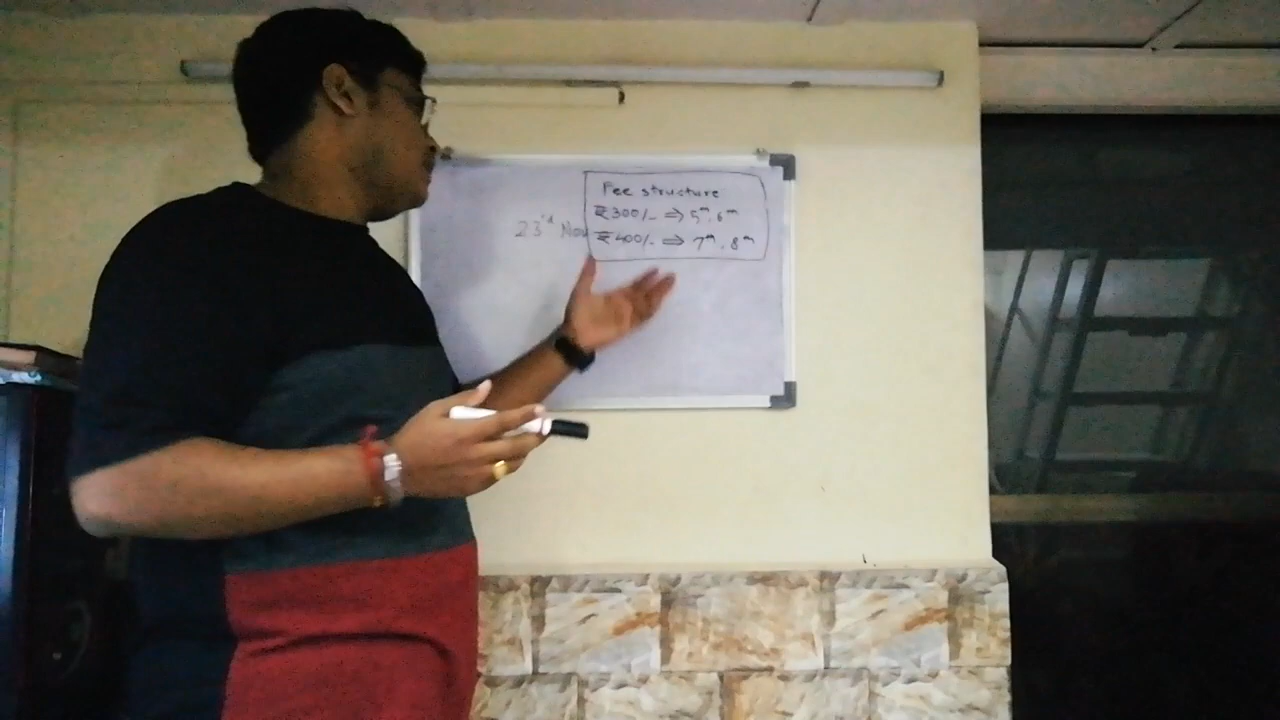 Fee structure
₹300/- ⇒ 5th, 6th
23rd Nov
₹400/- ⇒ 7th, 8th